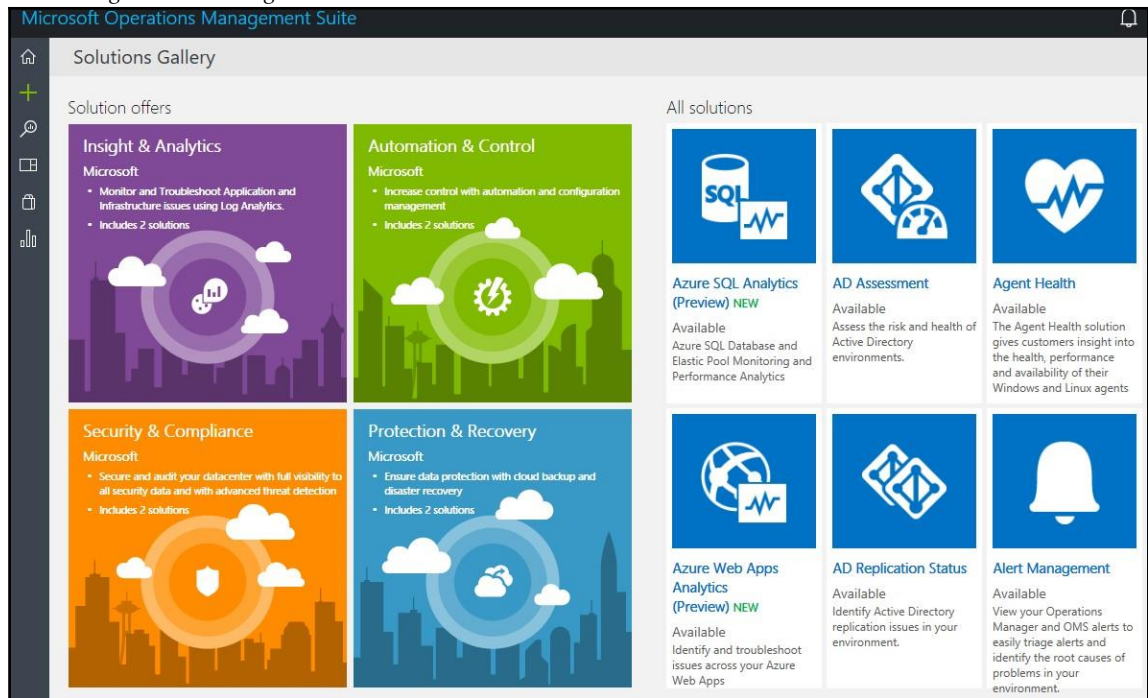 Microsoft Operations Management Suite
Solutions Gallery
Solution offers
Insight & Analytics
Microsoft
• Monitor and Troubleshoot Application and
Infrastructure issues using Log Analytics.
• Includes 2 solutions
Automation & Control
Microsoft
• Increase control with automation and configuration
management
• Includes 2 solutions
Security & Compliance
Microsoft
• Secure and audit your datacenter with full visibility to
all security data and with advanced threat detection
• Includes 2 solutions
Protection & Recovery
Microsoft
• Ensure data protection with cloud backup and
disaster recovery
• Includes 2 solutions
All solutions
SQL
Azure SQL Analytics
(Preview) NEW
Available
Azure SQL Database and
Elastic Pool Monitoring and
Performance Analytics
AD Assessment
Available
Assess the risk and health of
Active Directory
environments.
Agent Health
Available
The Agent Health solution
gives customers insight into
the health, performance
and availability of their
Windows and Linux agents
Azure Web Apps
Analytics
(Preview) NEW
Available
Identify and troubleshoot
issues across your Azure
Web Apps
AD Replication Status
Available
Identify Active Directory
replication issues in your
environment.
Alert Management
Available
View your Operations
Manager and OMS alerts to
easily triage alerts and
identify the root causes of
problems in your
environment.